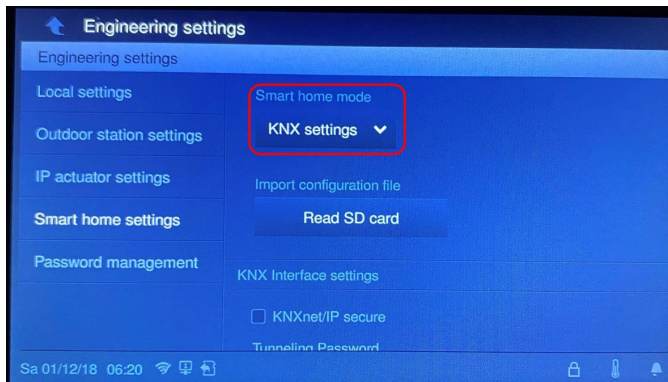 Engineering settings
Engineering settings
Local settings
Smart home mode
KNX settings
Outdoor station settings
IP actuator settings
Import configuration file
Read SD card
Smart home settings
Password management
KNX Interface settings
KNXnet/IP secure
Tunneling Password
Sa 01/12/18 06:20